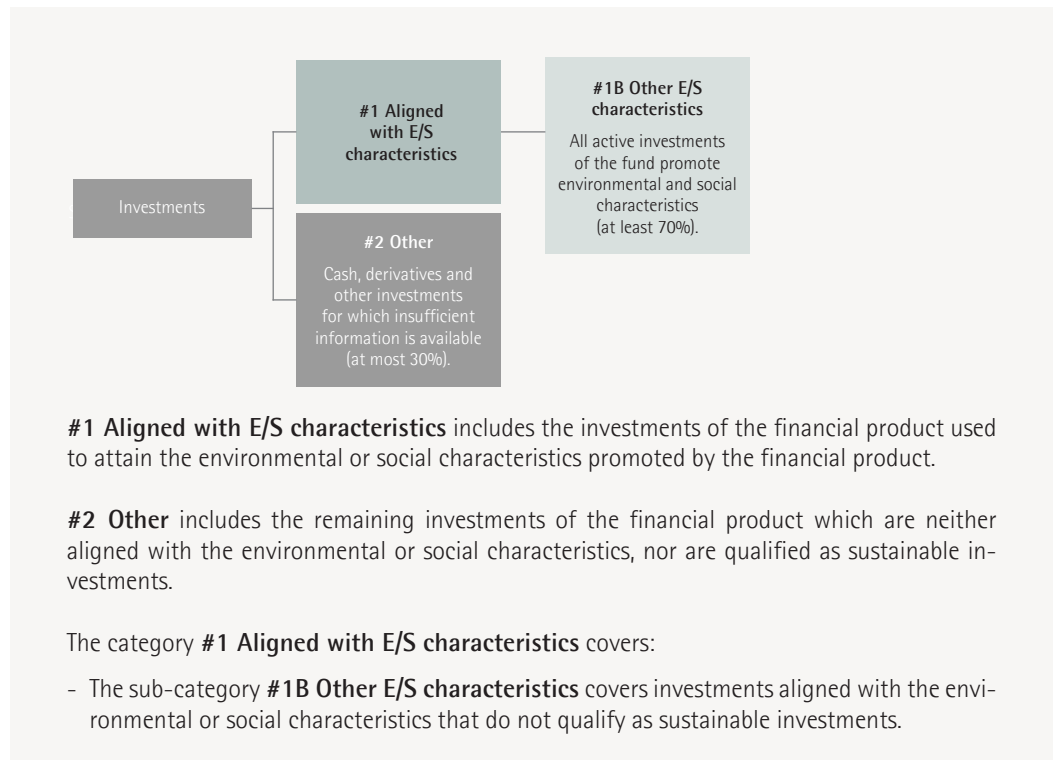 #1 Aligned
with E/S
characteristics
#1B Other E/S
characteristics
All active investments
of the fund promote
environmental and social
characteristics
(at least 70%).
Investments
#2 Other
Cash, derivatives and
other investments
for which insufficient
information is available
(at most 30%).
#1 Aligned with E/S characteristics includes the investments of the financial product used
to attain the environmental or social characteristics promoted by the financial product.
#2 Other includes the remaining investments of the financial product which are neither
aligned with the environmental or social characteristics, nor are qualified as sustainable in-
vestments.
The category #1 Aligned with E/S characteristics covers:
- The sub-category #1B Other E/S characteristics covers investments aligned with the envi-
ronmental or social characteristics that do not qualify as sustainable investments.